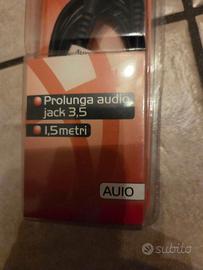 Prolunga audio
jack 3,5
1,5metri
AUIO
subito